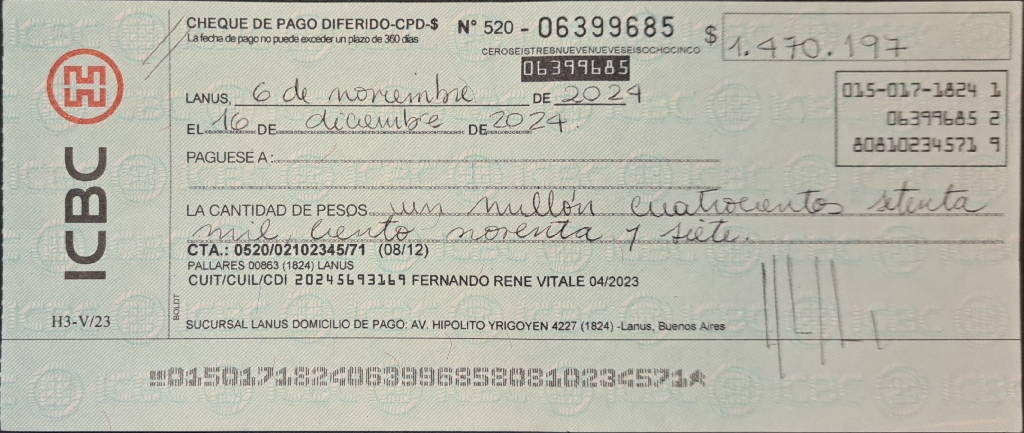 CHEQUE DE PAGO DIFERIDO-CPD-$ N° 520 - 06399685 $ 1.470.197
La fecha de pago no puede exceder un plazo de 360 días
CEROSEISTRESNUEVENUEVESEISOCHOCINCO
06399685
015-017-1824 1
06399685 2
80810234571 9
LANUS, 6 de noviembre DE 2024
EL 16 DE diciembre DE 2024.
PAGUESE A :
LA CANTIDAD DE PESOS un millón cuatrocientos setenta
mil ciento noventa y siete.
CTA.: 0520/02102345/71 (08/12)
PALLARES 00863 (1824) LANUS
CUIT/CUIL/CDI 20245693169 FERNANDO RENE VITALE 04/2023
SUCURSAL LANUS DOMICILIO DE PAGO: AV. HIPOLITO YRIGOYEN 4227 (1824) -Lanus, Buenos Aires
ICBC
H3-V/23
BOLDT
01501718240639968580810234571